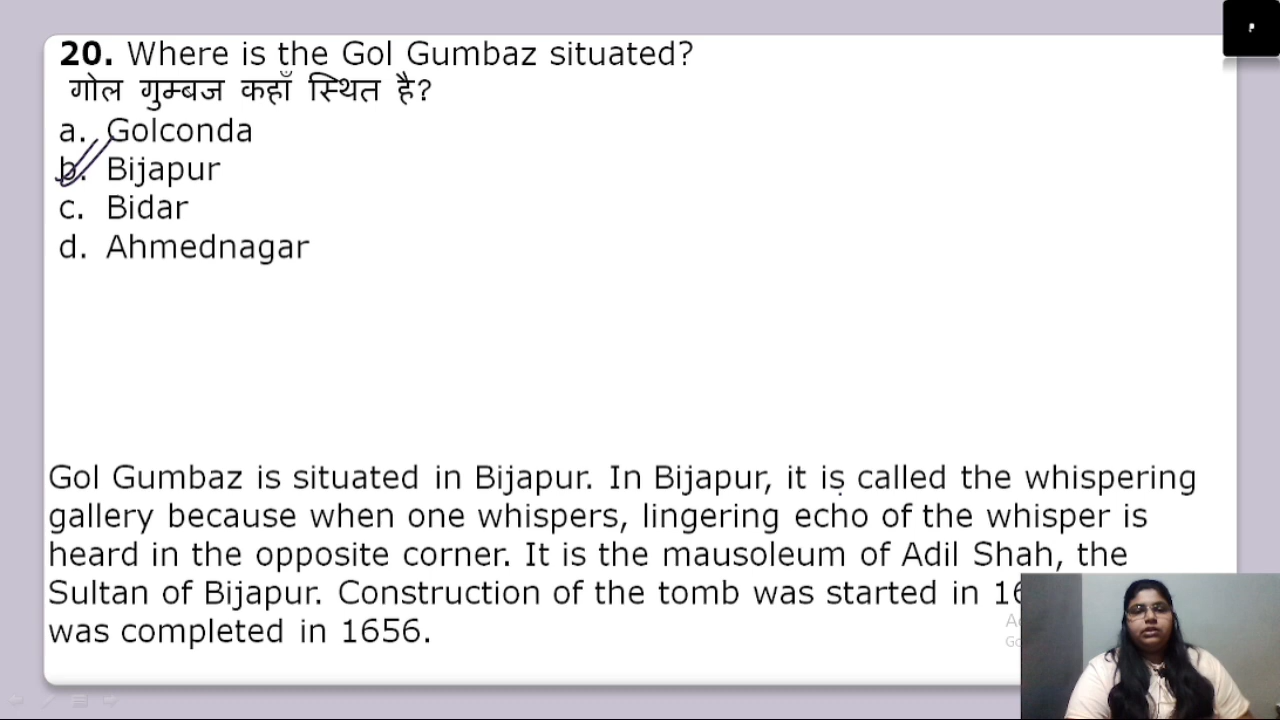 20. Where is the Gol Gumbaz situated?
गोल गुम्बज कहाँ स्थित है?
a. Golconda
b. Bijapur
c. Bidar
d. Ahmednagar
Gol Gumbaz is situated in Bijapur. In Bijapur, it is called the whispering
gallery because when one whispers, lingering echo of the whisper is
heard in the opposite corner. It is the mausoleum of Adil Shah, the
Sultan of Bijapur. Construction of the tomb was started in
was completed in 1656.